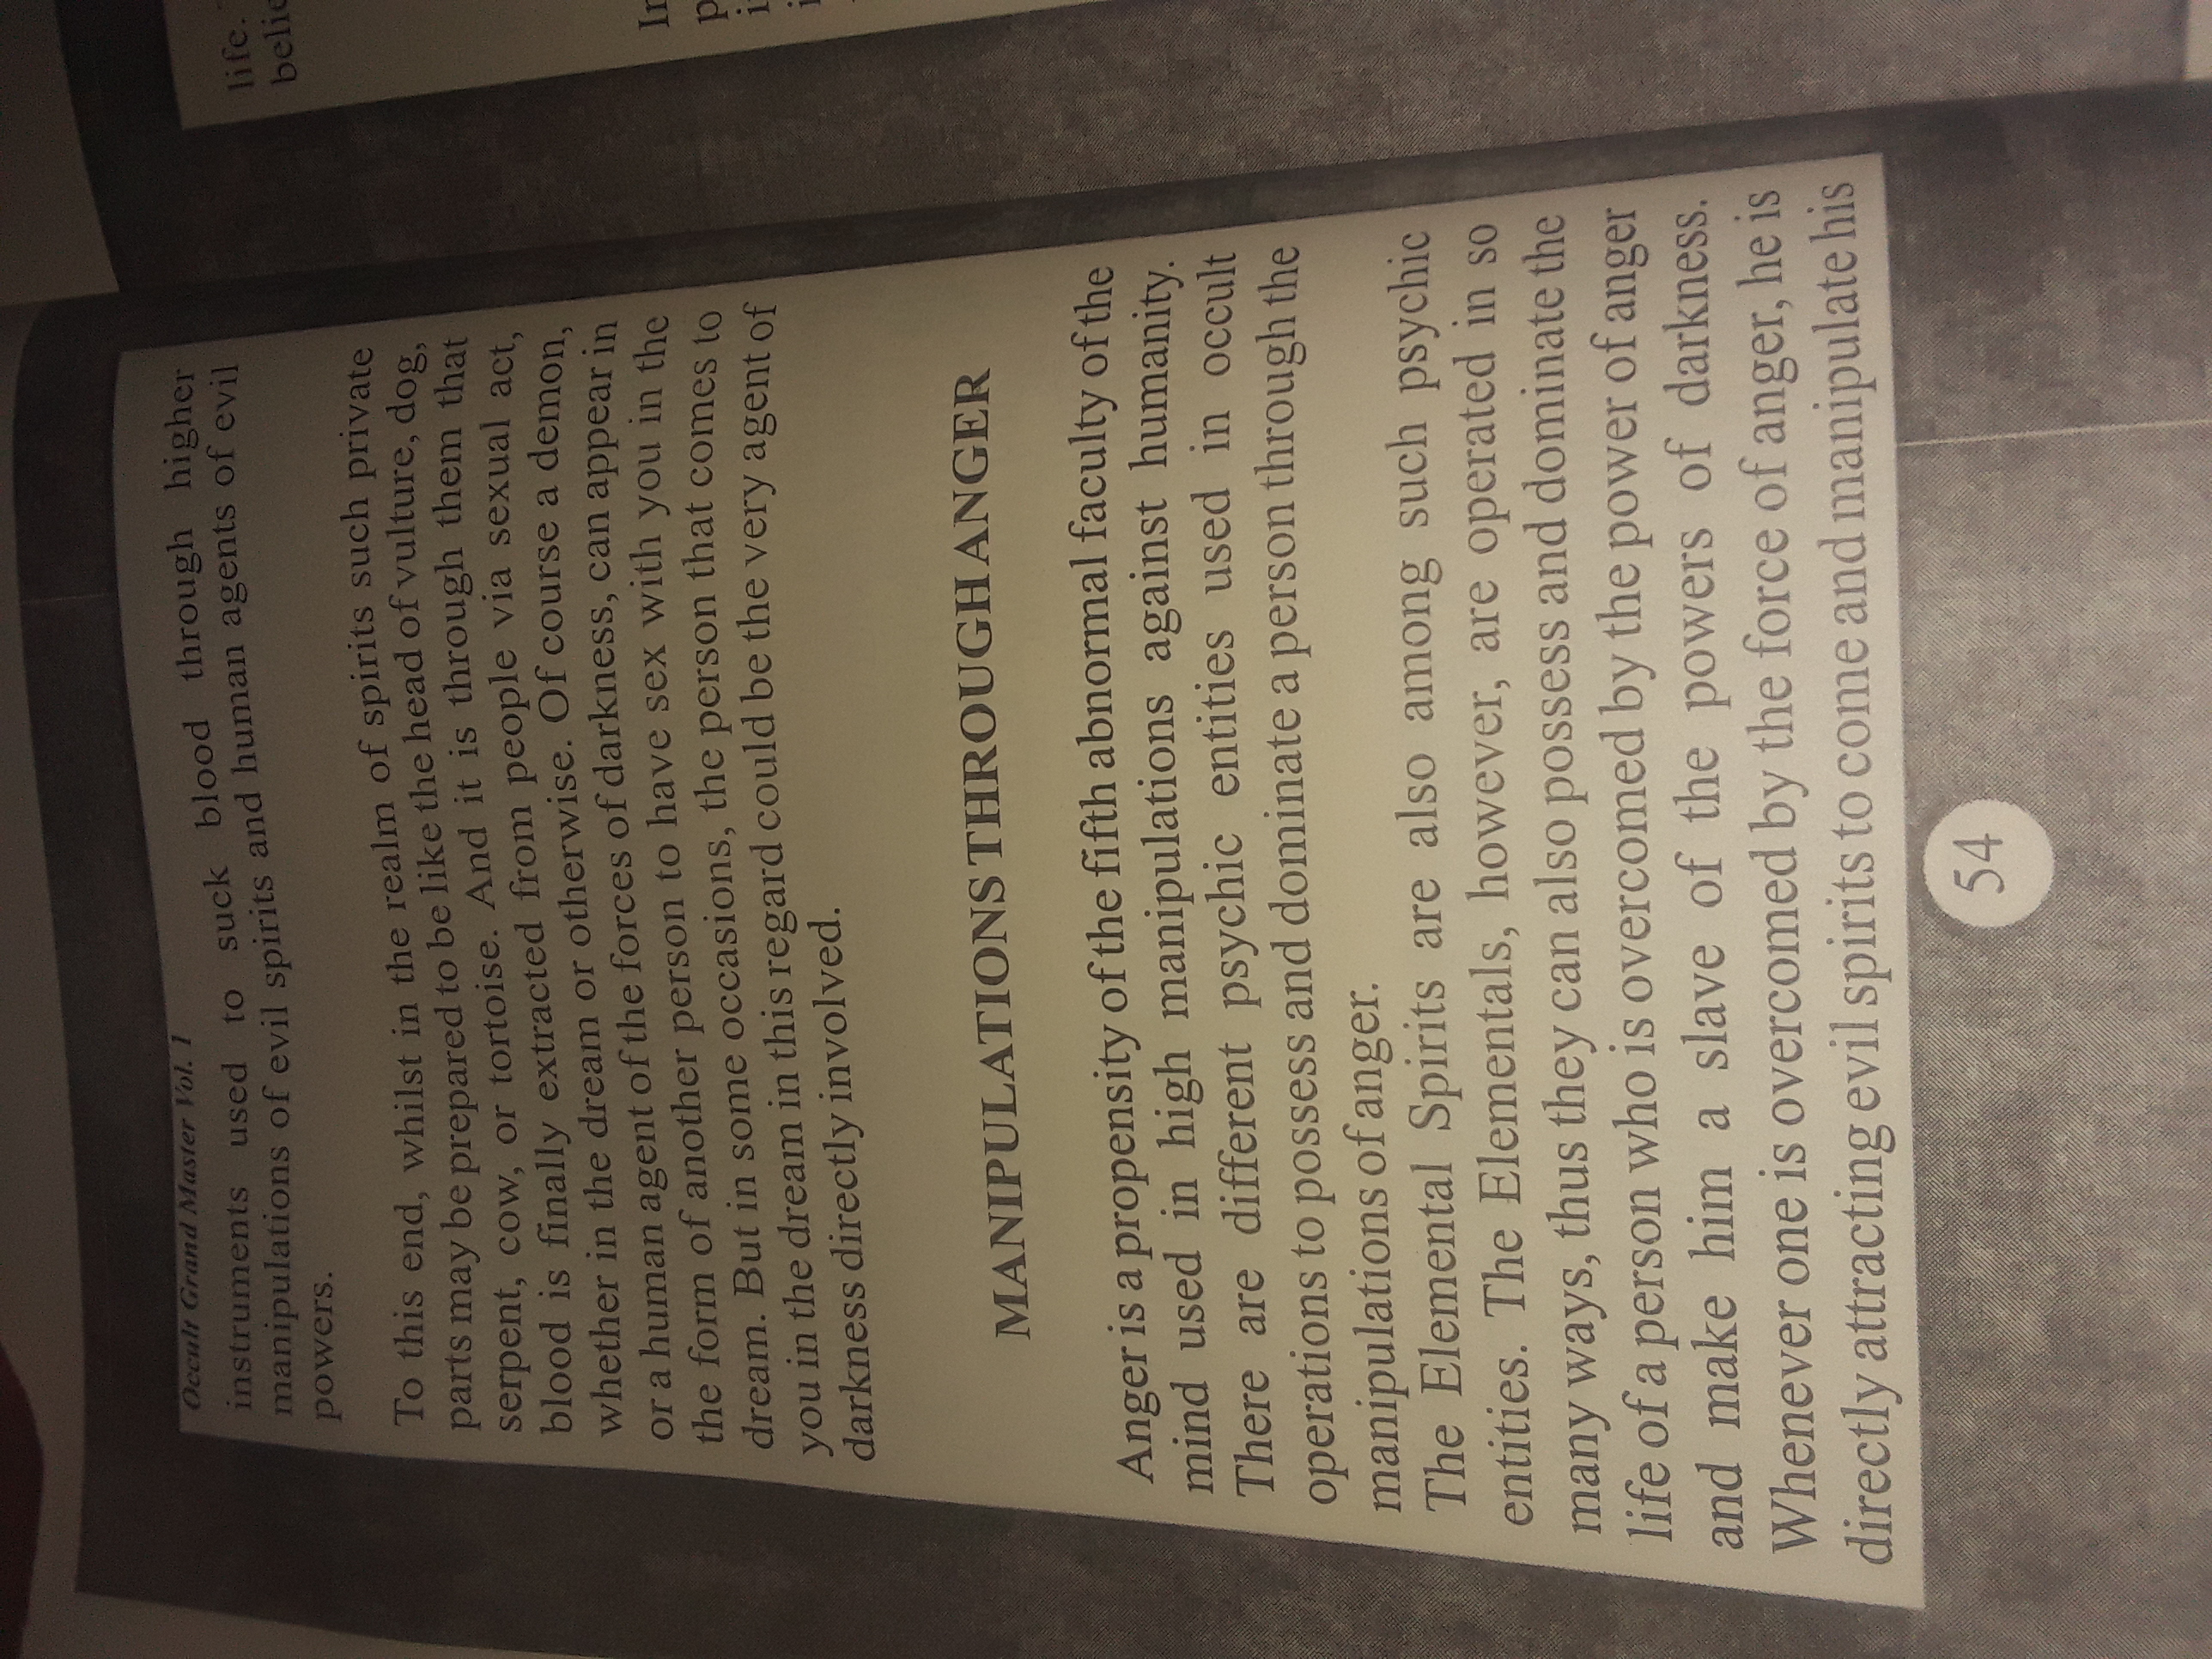 Occult Grand Master Vol. 1
instruments used to suck blood through higher
manipulations of evil spirits and human agents of evil
powers.
To this end, whilst in the realm of spirits such private
parts may be prepared to be like the head of vulture, dog,
serpent, cow, or tortoise. And it is through them that
blood is finally extracted from people via sexual act,
whether in the dream or otherwise. Of course a demon,
or a human agent of the forces of darkness, can appear in
the form of another person to have sex with you in the
dream. But in some occasions, the person that comes to
you in the dream in this regard could be the very agent of
darkness directly involved.
MANIPULATIONS THROUGH ANGER
Anger is a propensity of the fifth abnormal faculty of the
mind used in high manipulations against humanity.
There are different psychic entities used in occult
operations to possess and dominate a person through the
manipulations of anger.
The Elemental Spirits are also among such psychic
entities. The Elementals, however, are operated in so
many ways, thus they can also possess and dominate the
life of a person who is overcomed by the power of anger
and make him a slave of the powers of darkness.
Whenever one is overcomed by the force of anger, he is
directly attracting evil spirits to come and manipulate his
54
life.